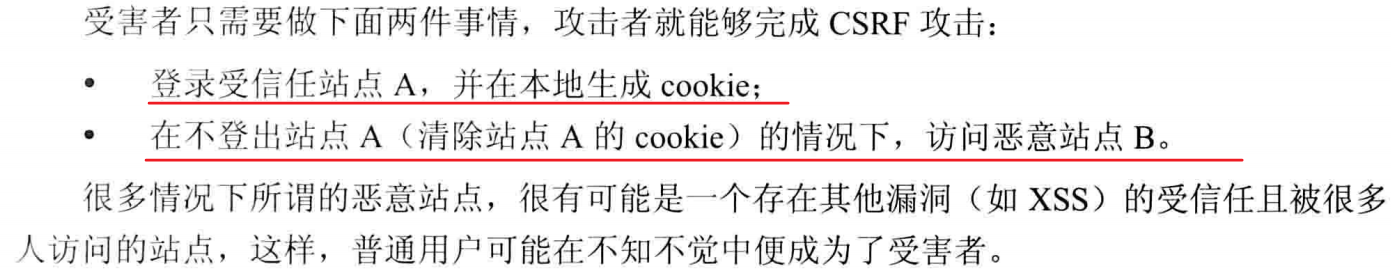 受害者只需要做下面两件事情，攻击者就能够完成 CSRF 攻击：
• 登录受信任站点 A，并在本地生成 cookie；
• 在不登出站点 A（清除站点 A 的 cookie）的情况下，访问恶意站点 B。
很多情况下所谓的恶意站点，很有可能是一个存在其他漏洞（如 XSS）的受信任且被很多
人访问的站点，这样，普通用户可能在不知不觉中便成为了受害者。